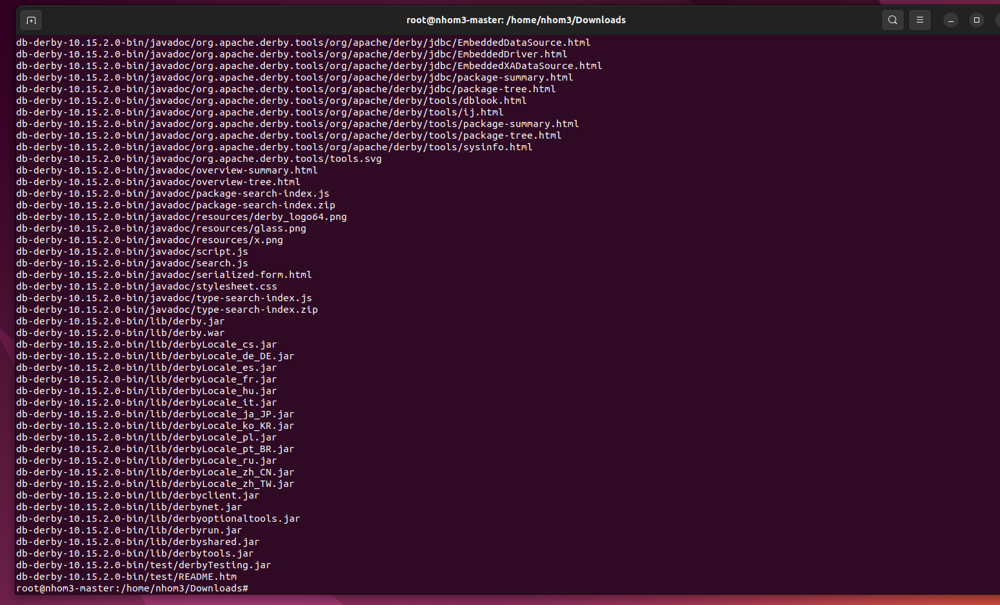 root@nhom3-master: /home/nhom3/Downloads
db-derby-10.15.2.0-bin/javadoc/org.apache.derby.tools/org/apache/derby/jdbc/EmbeddedDataSource.html
db-derby-10.15.2.0-bin/javadoc/org.apache.derby.tools/org/apache/derby/jdbc/EmbeddedDriver.html
db-derby-10.15.2.0-bin/javadoc/org.apache.derby.tools/org/apache/derby/jdbc/EmbeddedXADataSource.html
db-derby-10.15.2.0-bin/javadoc/org.apache.derby.tools/org/apache/derby/jdbc/package-summary.html
db-derby-10.15.2.0-bin/javadoc/org.apache.derby.tools/org/apache/derby/jdbc/package-tree.html
db-derby-10.15.2.0-bin/javadoc/org.apache.derby.tools/org/apache/derby/tools/dblook.html
db-derby-10.15.2.0-bin/javadoc/org.apache.derby.tools/org/apache/derby/tools/ij.html
db-derby-10.15.2.0-bin/javadoc/org.apache.derby.tools/org/apache/derby/tools/package-summary.html
db-derby-10.15.2.0-bin/javadoc/org.apache.derby.tools/org/apache/derby/tools/package-tree.html
db-derby-10.15.2.0-bin/javadoc/org.apache.derby.tools/org/apache/derby/tools/sysinfo.html
db-derby-10.15.2.0-bin/javadoc/org.apache.derby.tools/tools.svg
db-derby-10.15.2.0-bin/javadoc/overview-summary.html
db-derby-10.15.2.0-bin/javadoc/overview-tree.html
db-derby-10.15.2.0-bin/javadoc/package-search-index.js
db-derby-10.15.2.0-bin/javadoc/package-search-index.zip
db-derby-10.15.2.0-bin/javadoc/resources/derby_logo64.png
db-derby-10.15.2.0-bin/javadoc/resources/glass.png
db-derby-10.15.2.0-bin/javadoc/resources/x.png
db-derby-10.15.2.0-bin/javadoc/script.js
db-derby-10.15.2.0-bin/javadoc/search.js
db-derby-10.15.2.0-bin/javadoc/serialized-form.html
db-derby-10.15.2.0-bin/javadoc/stylesheet.css
db-derby-10.15.2.0-bin/javadoc/type-search-index.js
db-derby-10.15.2.0-bin/javadoc/type-search-index.zip
db-derby-10.15.2.0-bin/lib/derby.jar
db-derby-10.15.2.0-bin/lib/derby.war
db-derby-10.15.2.0-bin/lib/derbyLocale_cs.jar
db-derby-10.15.2.0-bin/lib/derbyLocale_de_DE.jar
db-derby-10.15.2.0-bin/lib/derbyLocale_es.jar
db-derby-10.15.2.0-bin/lib/derbyLocale_fr.jar
db-derby-10.15.2.0-bin/lib/derbyLocale_hu.jar
db-derby-10.15.2.0-bin/lib/derbyLocale_it.jar
db-derby-10.15.2.0-bin/lib/derbyLocale_ja_JP.jar
db-derby-10.15.2.0-bin/lib/derbyLocale_ko_KR.jar
db-derby-10.15.2.0-bin/lib/derbyLocale_pl.jar
db-derby-10.15.2.0-bin/lib/derbyLocale_pt_BR.jar
db-derby-10.15.2.0-bin/lib/derbyLocale_ru.jar
db-derby-10.15.2.0-bin/lib/derbyLocale_zh_CN.jar
db-derby-10.15.2.0-bin/lib/derbyLocale_zh_TW.jar
db-derby-10.15.2.0-bin/lib/derbyclient.jar
db-derby-10.15.2.0-bin/lib/derbynet.jar
db-derby-10.15.2.0-bin/lib/derbyoptionaltools.jar
db-derby-10.15.2.0-bin/lib/derbyrun.jar
db-derby-10.15.2.0-bin/lib/derbyshared.jar
db-derby-10.15.2.0-bin/lib/derbytools.jar
db-derby-10.15.2.0-bin/test/derbyTesting.jar
db-derby-10.15.2.0-bin/test/README.htm
root@nhom3-master:/home/nhom3/Downloads#